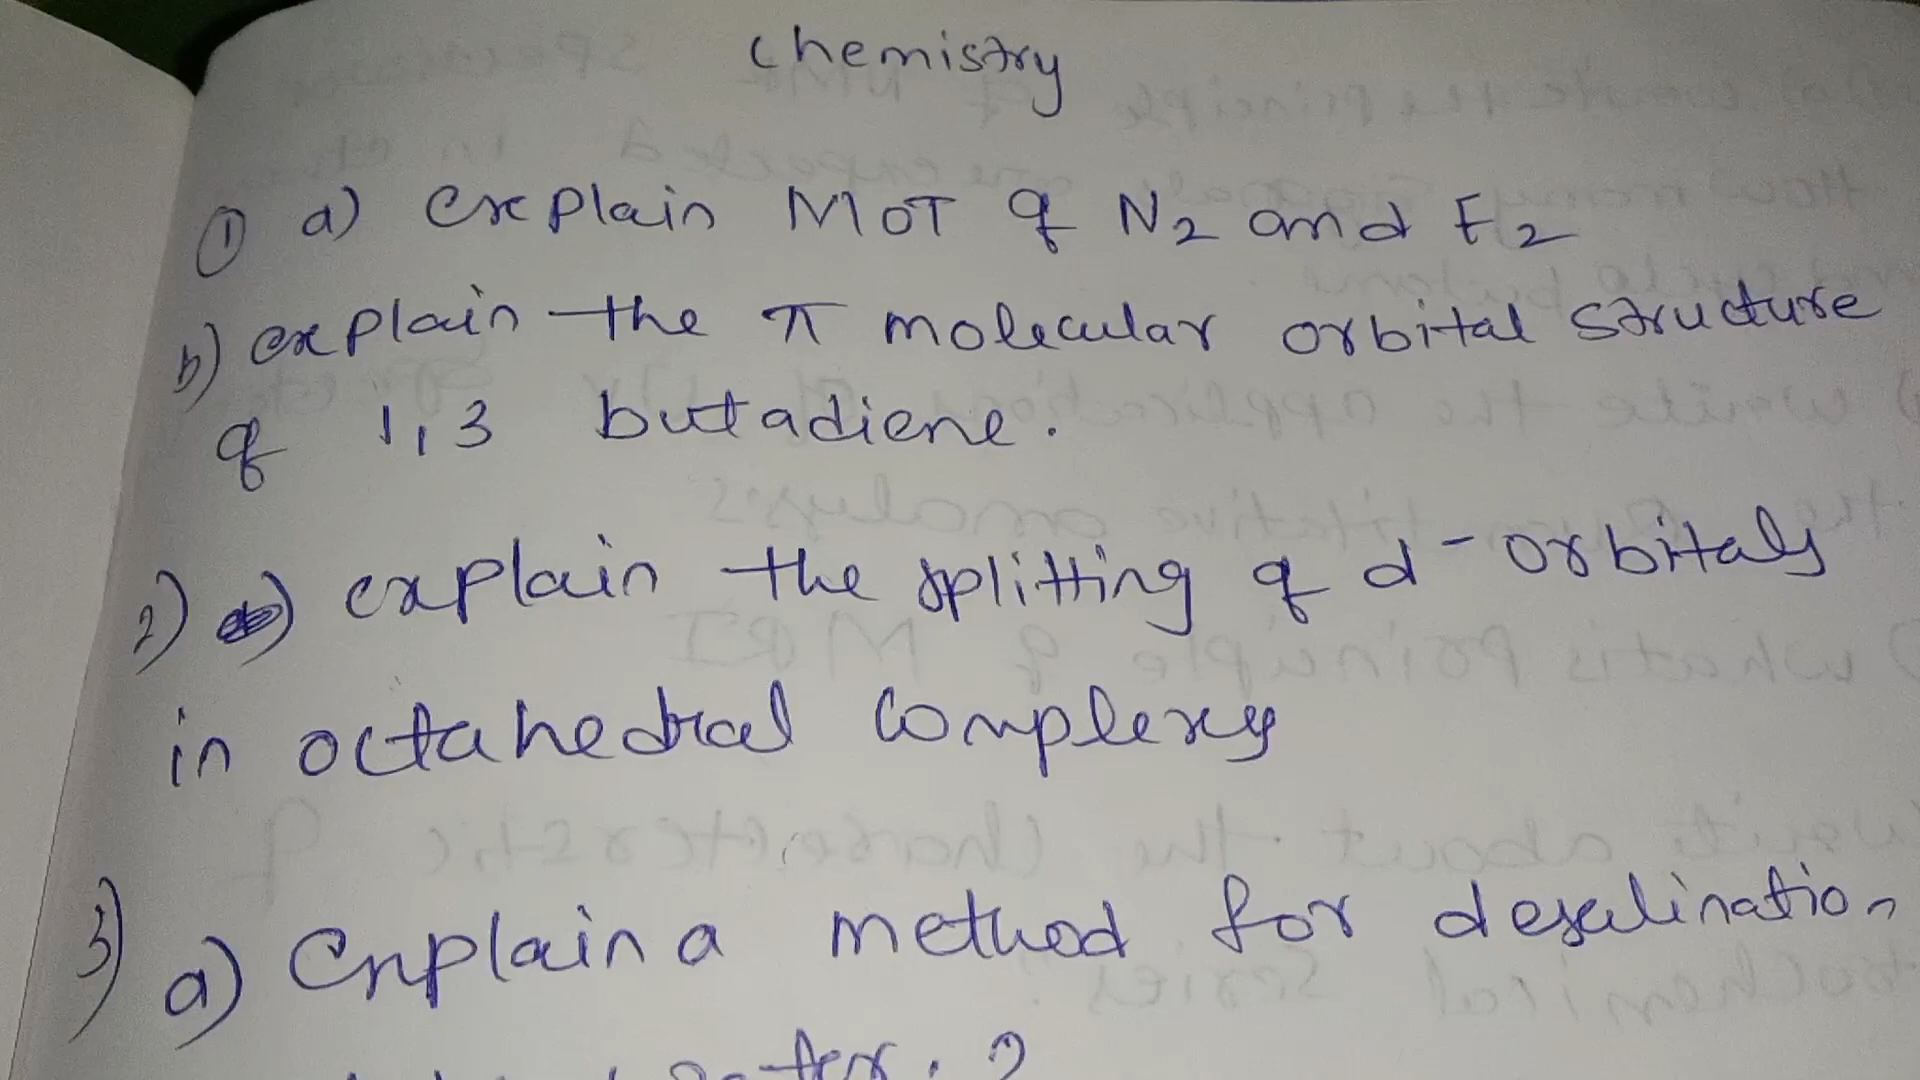 chemistry
① a) explain MOT of N2 and F2
b) explain the π molecular orbital structure
of 1,3 butadiene.
2) explain the splitting of d-orbitals
in octahedral complexes
3) a) Explain a method for desalination